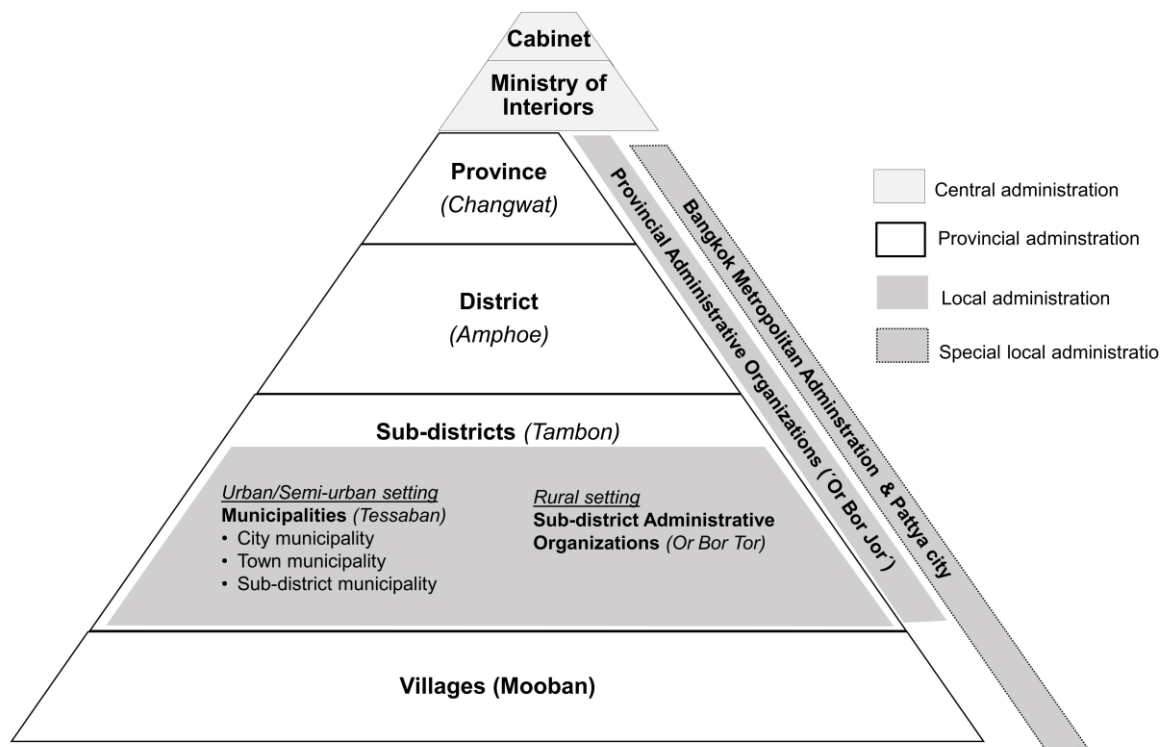 Cabinet
Ministry of
Interiors
Province
(Changwat)
District
(Amphoe)
Sub-districts (Tambon)
Urban/Semi-urban setting
Municipalities (Tessaban)
• City municipality
• Town municipality
• Sub-district municipality
Rural setting
Sub-district Administrative
Organizations (Or Bor Tor)
Villages (Mooban)
Provincial Administrative Organizations (´Or Bor Jor´)
Bangkok Metropolitan Adminstration & Pattya city
Central administration
Provincial adminstration
Local administration
Special local administratio